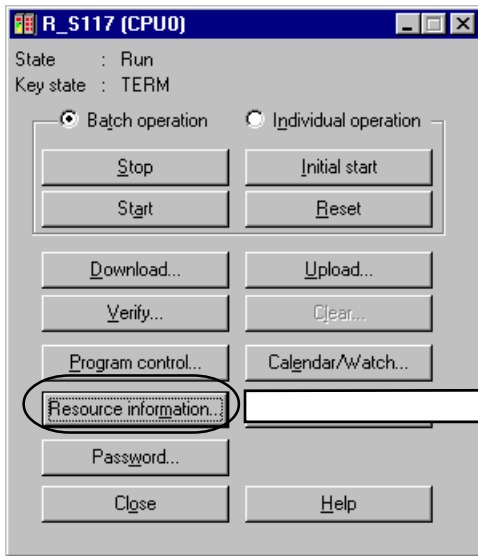 R_S117 (CPU0)
State : Run
Key state : TERM
Batch operation Individual operation
Stop Initial start
Start Reset
Download... Upload...
Verify... Clear...
Program control... Calendar/Watch...
Resource information...
Password...
Close Help